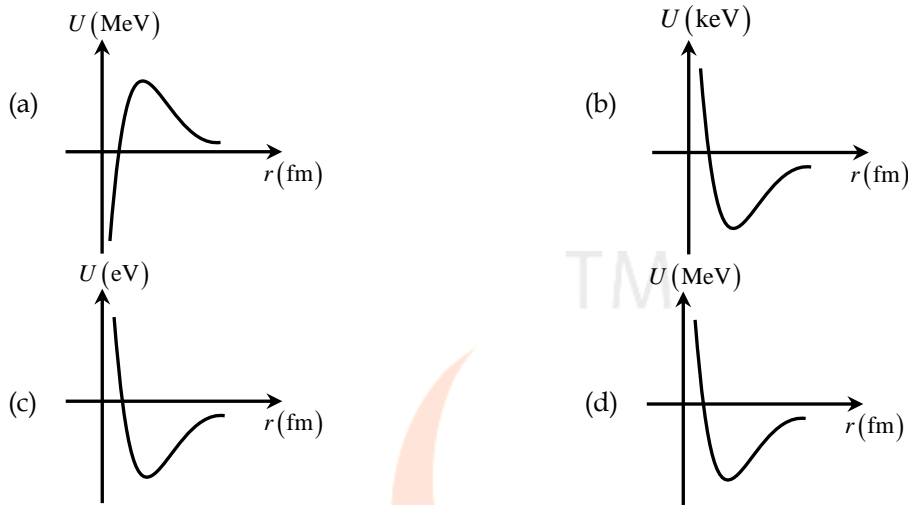 U(MeV)
(a)
r(fm)
U(keV)
(b)
r(fm)
TM
U(eV)
(c)
r(fm)
U(MeV)
(d)
r(fm)